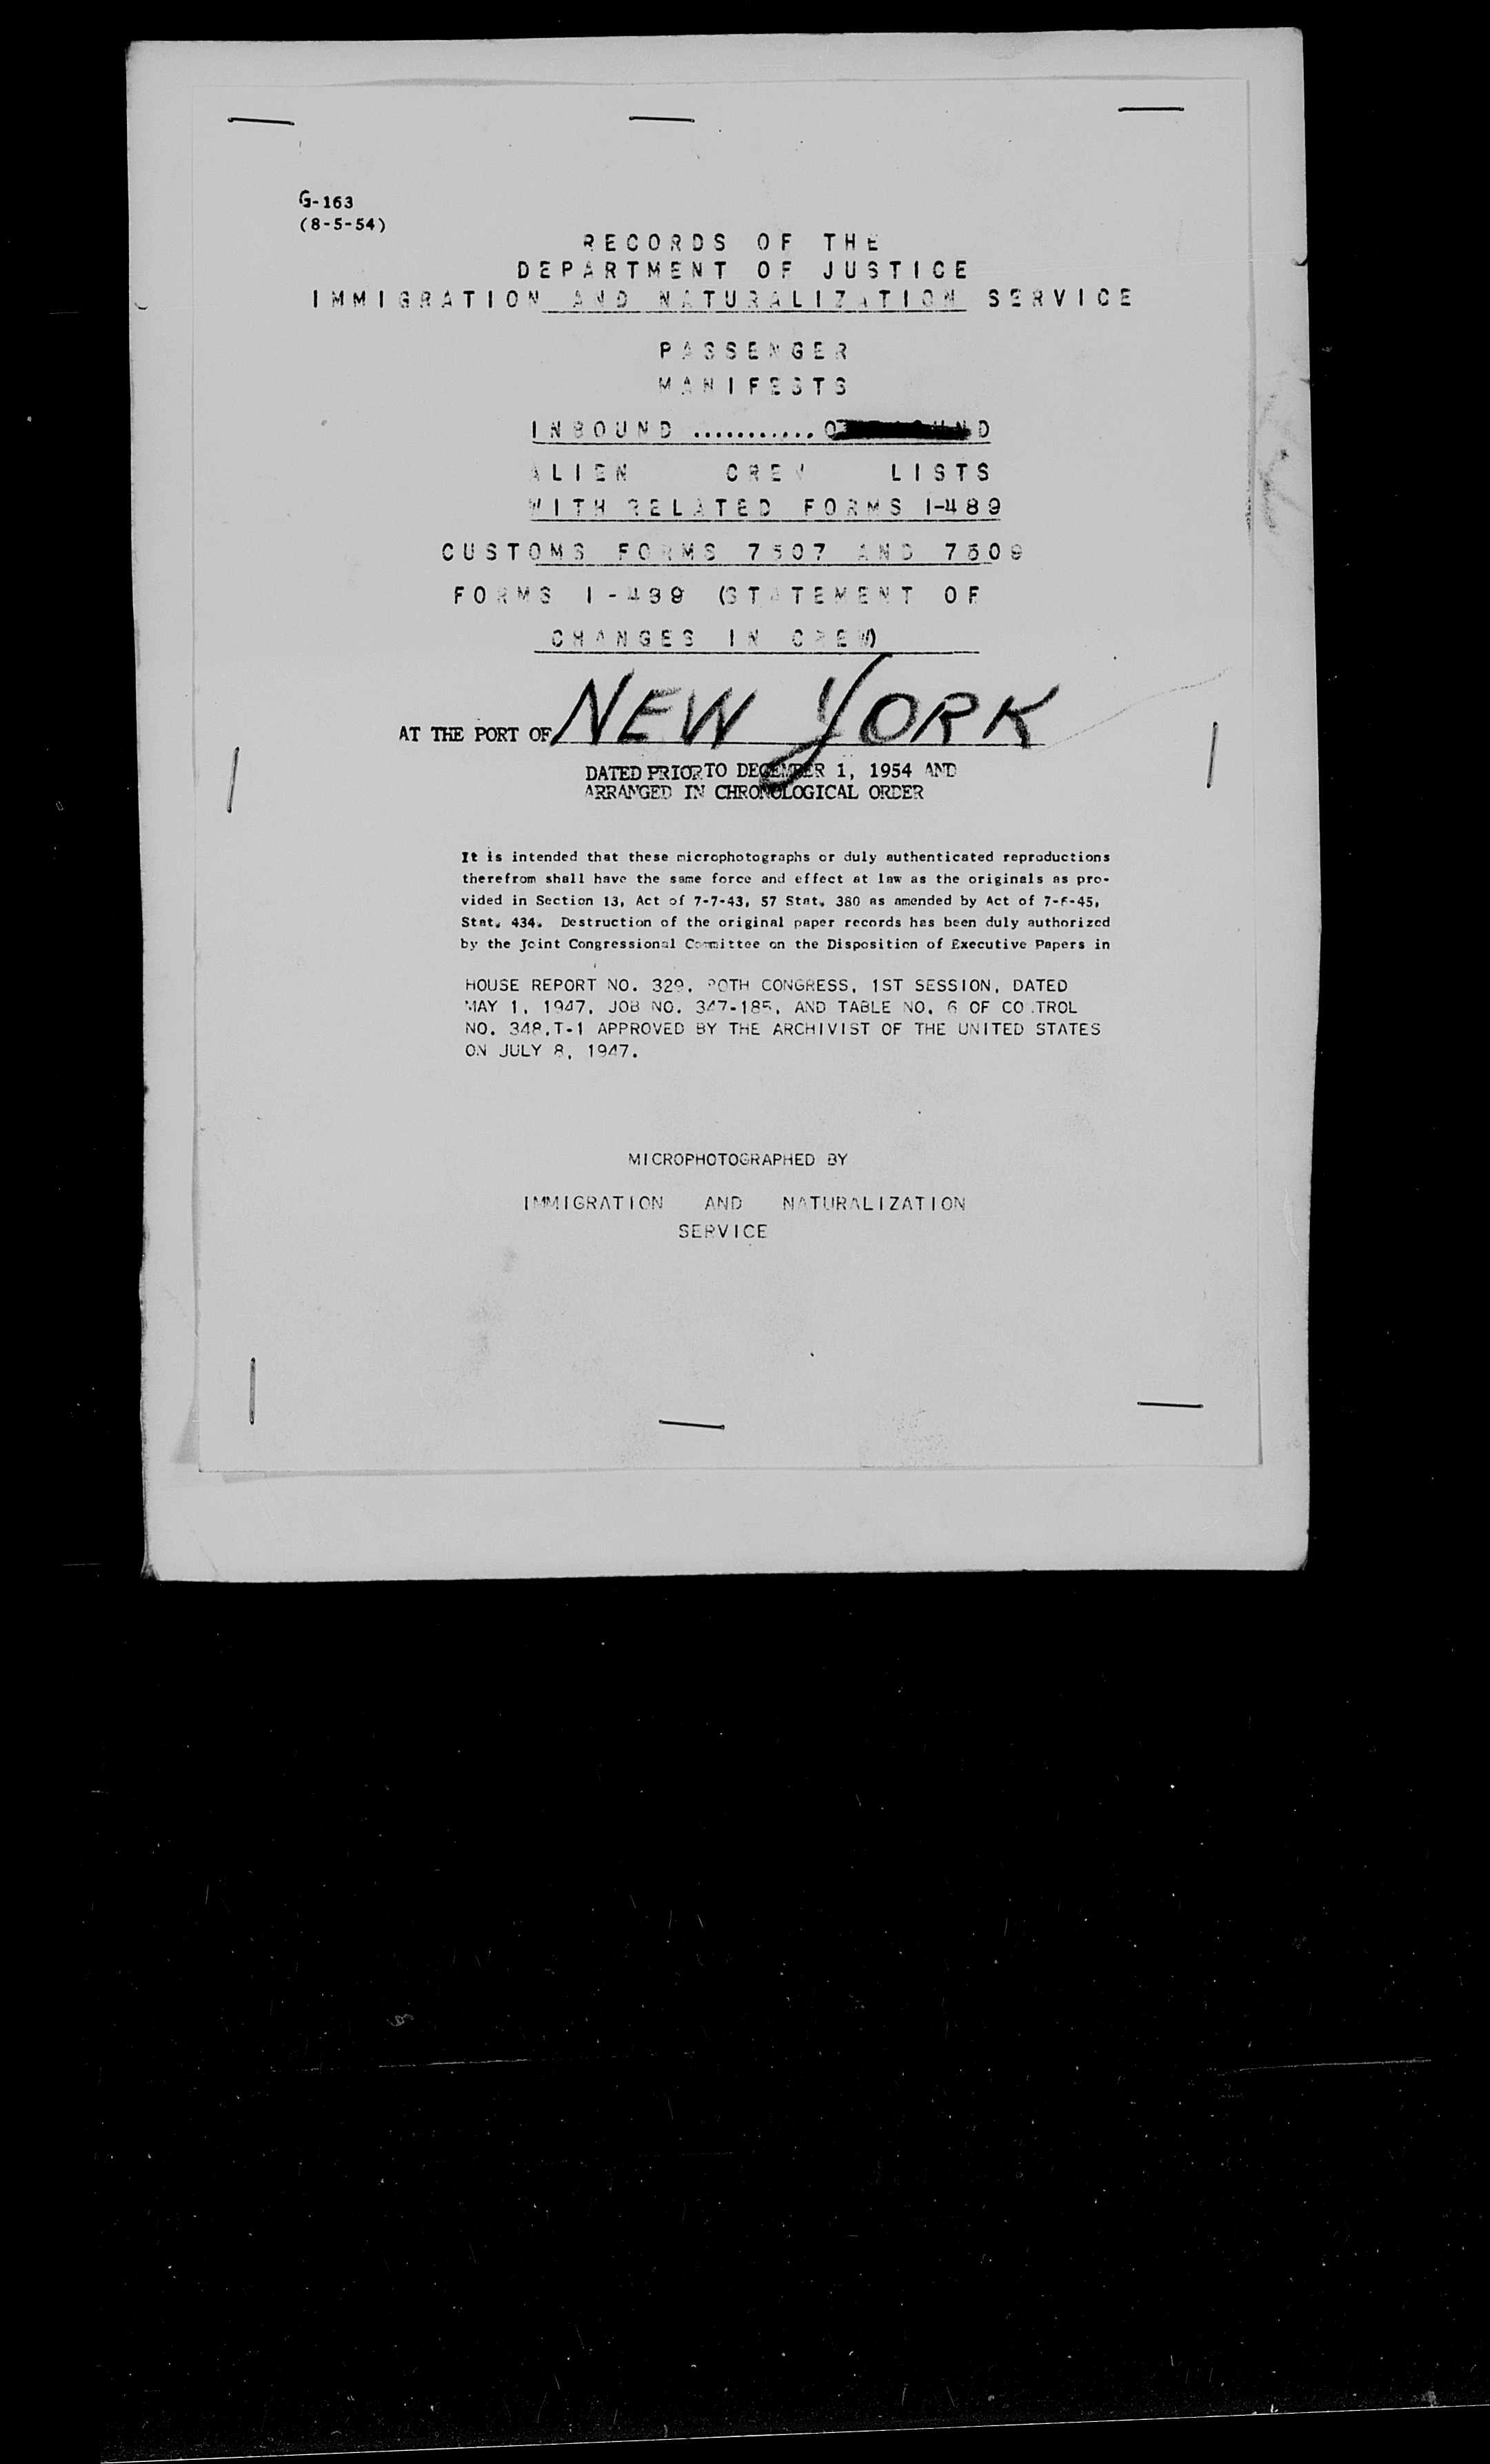 G-163
(8-5-54)
RECORDS OF THE
DEPARTMENT OF JUSTICE
IMMIGRATION AND NATURALIZATION SERVICE
PASSENGER
MANIFESTS
INBOUND ...........
ALIEN CREW LISTS
WITH RELATED FORMS I-489
CUSTOMS FORMS 7507 AND
FORMS I-489 (STATEMENT OF
CHANGES IN CREW)
AT THE PORT OF NEW YORK
DATED PRIOR TO DECEMBER 1, 1954 AND
ARRANGED IN CHRONOLOGICAL ORDER
It is intended that these microphotographs or duly authenticated reproductions
therefrom shall have the same force and effect at law as the originals as pro-
vided in Section 13, Act of 7-7-43, 57 Stat. 380 as amended by Act of 7-6-45,
Stat. 434. Destruction of the original paper records has been duly authorized
by the Joint Congressional Committee on the Disposition of Executive Papers in
HOUSE REPORT NO. 329, 80TH CONGRESS, 1ST SESSION, DATED
MAY 1, 1947, JOB NO. 347-185, AND TABLE NO. 6 OF CONTROL
NO. 348,T-1 APPROVED BY THE ARCHIVIST OF THE UNITED STATES
ON JULY 8, 1947.
MICROPHOTOGRAPHED BY
IMMIGRATION AND NATURALIZATION
SERVICE